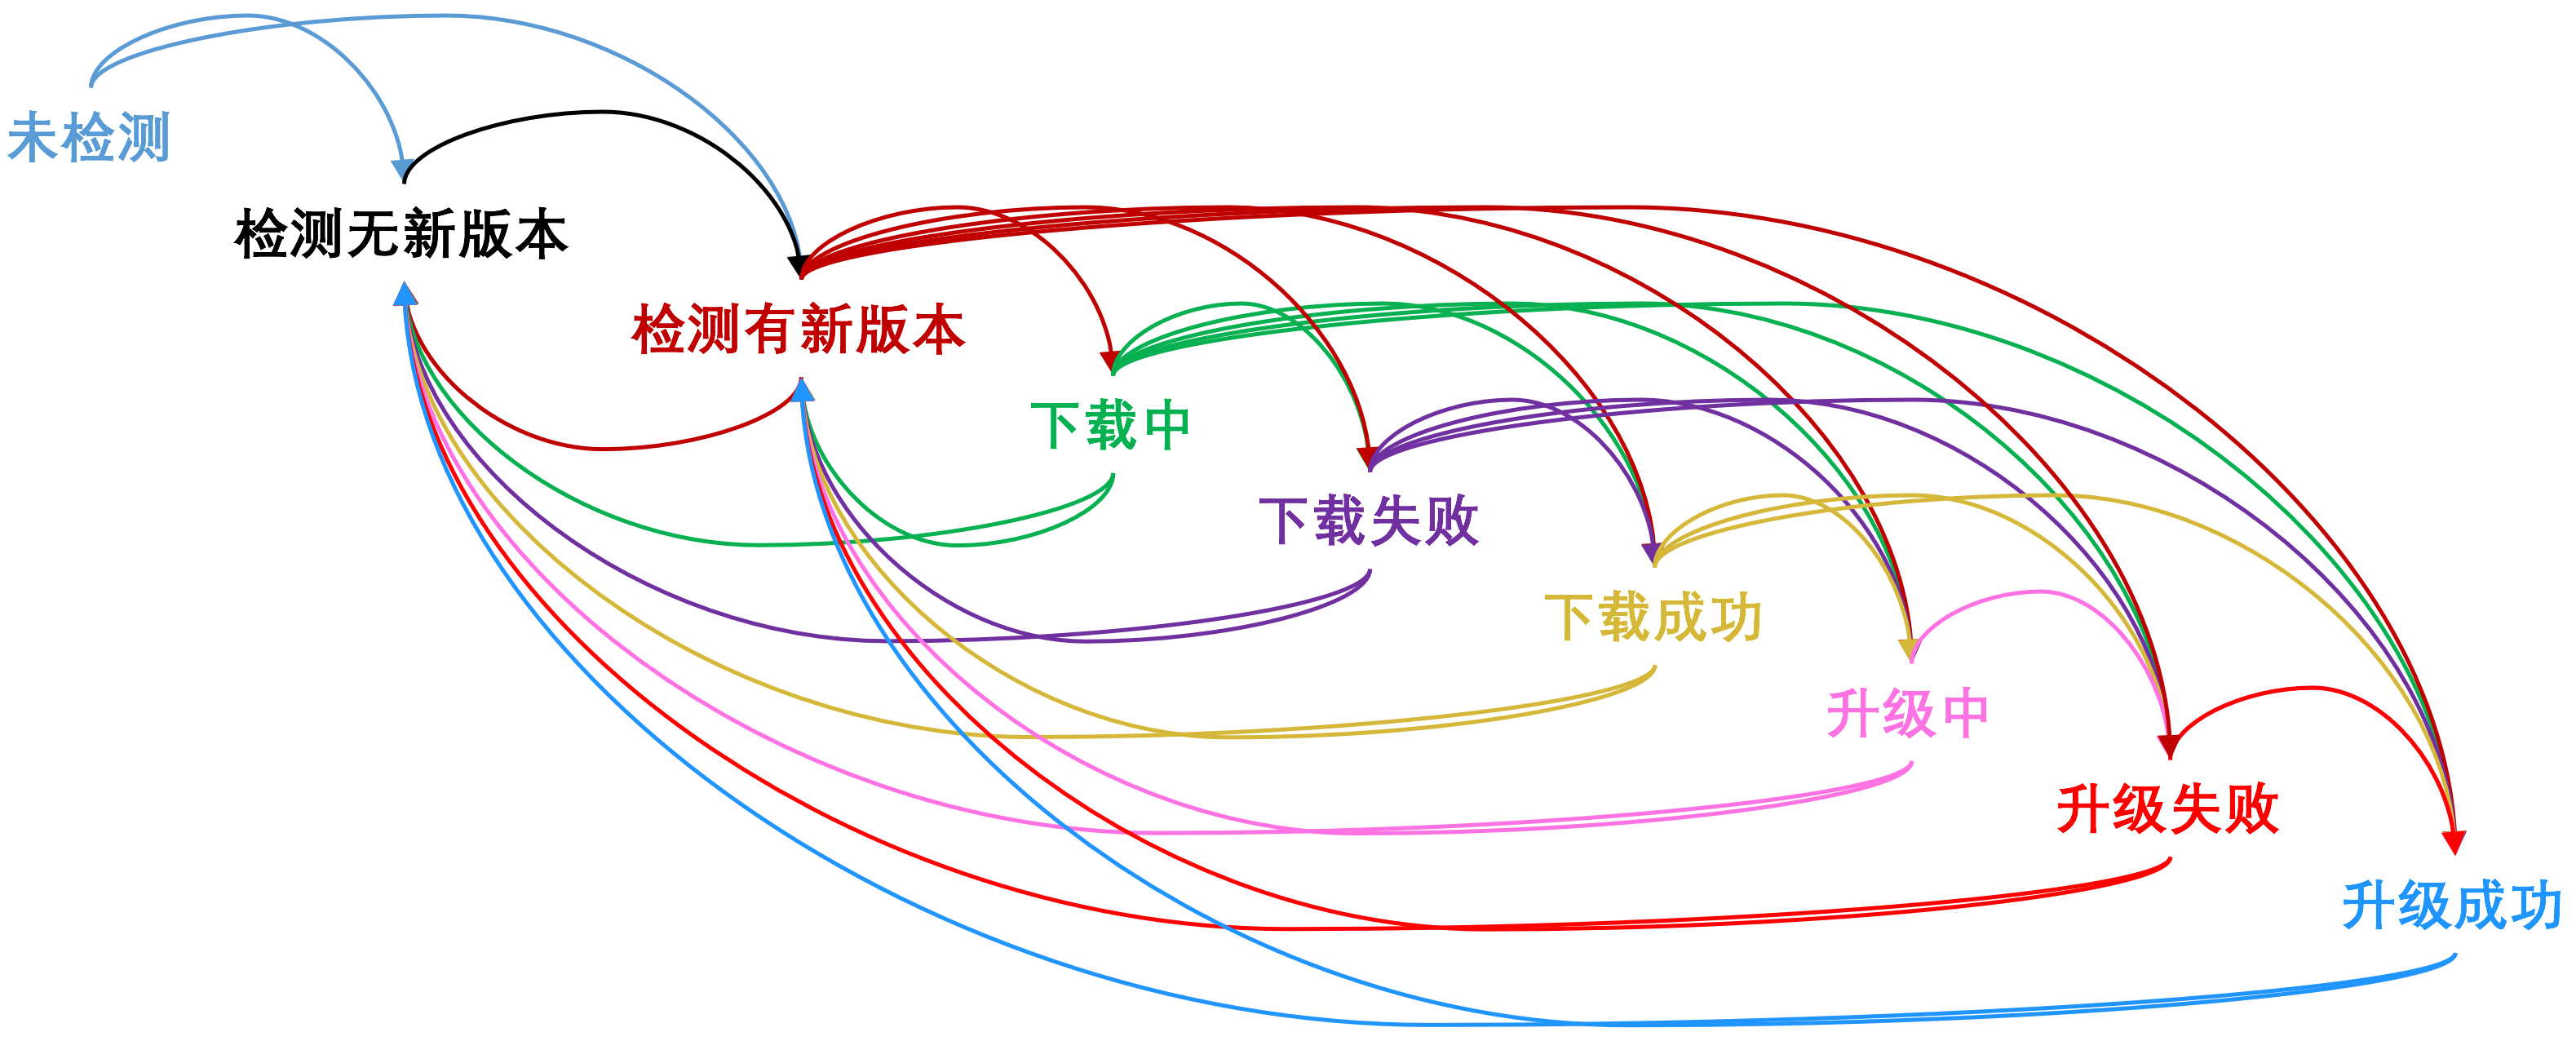 未检测
检测无新版本
检测有新版本
下载中
下载失败
下载成功
升级中
升级失败
升级成功